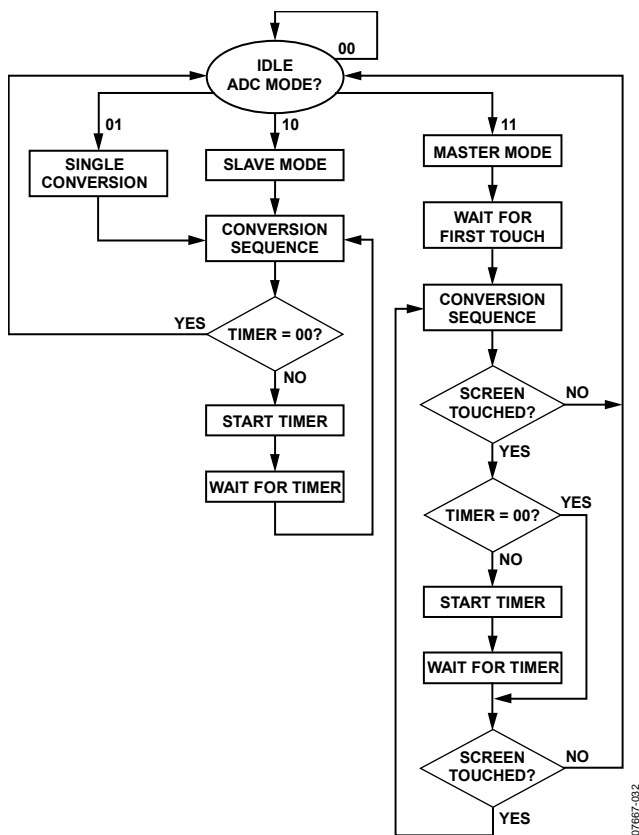 IDLE
ADC MODE?
00
01
10
11
SINGLE
CONVERSION
SLAVE MODE
MASTER MODE
CONVERSION
SEQUENCE
WAIT FOR
FIRST TOUCH
CONVERSION
SEQUENCE
YES
TIMER = 00?
NO
START TIMER
WAIT FOR TIMER
SCREEN
TOUCHED?
NO
YES
TIMER = 00?
YES
NO
START TIMER
WAIT FOR TIMER
SCREEN
TOUCHED?
NO
YES
07667-032